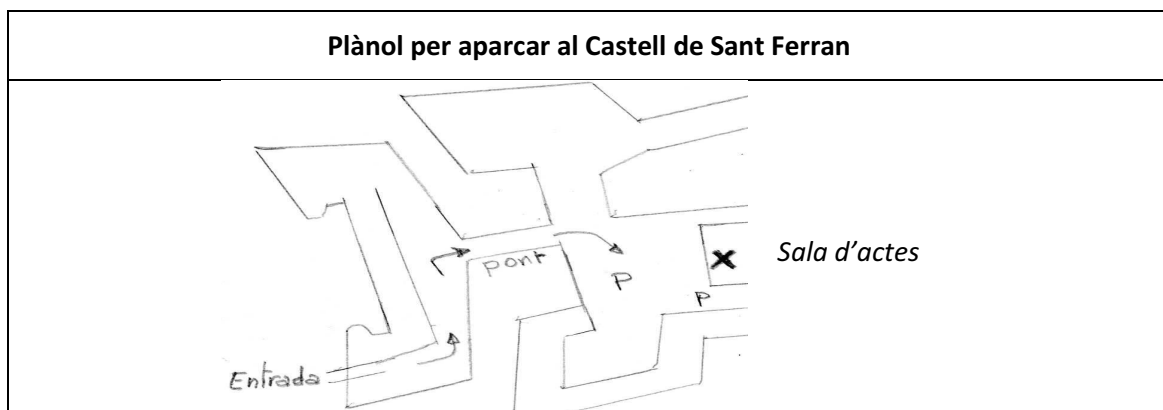 Plànol per aparcar al Castell de Sant Ferran
pont
Sala d'actes
X
P
P
Entrada